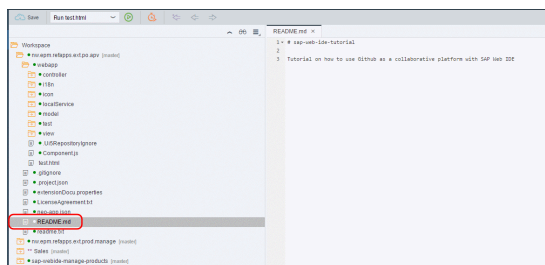 Save
Run test.html
README.md ×
1 # sap-web-ide-tutorial
2
3 Tutorial on how to use Github as a collaborative platform with SAP Web IDE
Workspace
nw.epm.refapps.ext.po.apv [master]
webapp
controller
i18n
icon
localService
model
test
view
.Ui5RepositoryIgnore
Component.js
test.html
.gitignore
.project.json
extensionDocu.properties
LicenseAgreement.txt
neo-app.json
README.md
readme.txt
nw.epm.refapps.ext.prod.manage [master]
** Sales [master]
sap-webide-manage-products [master]